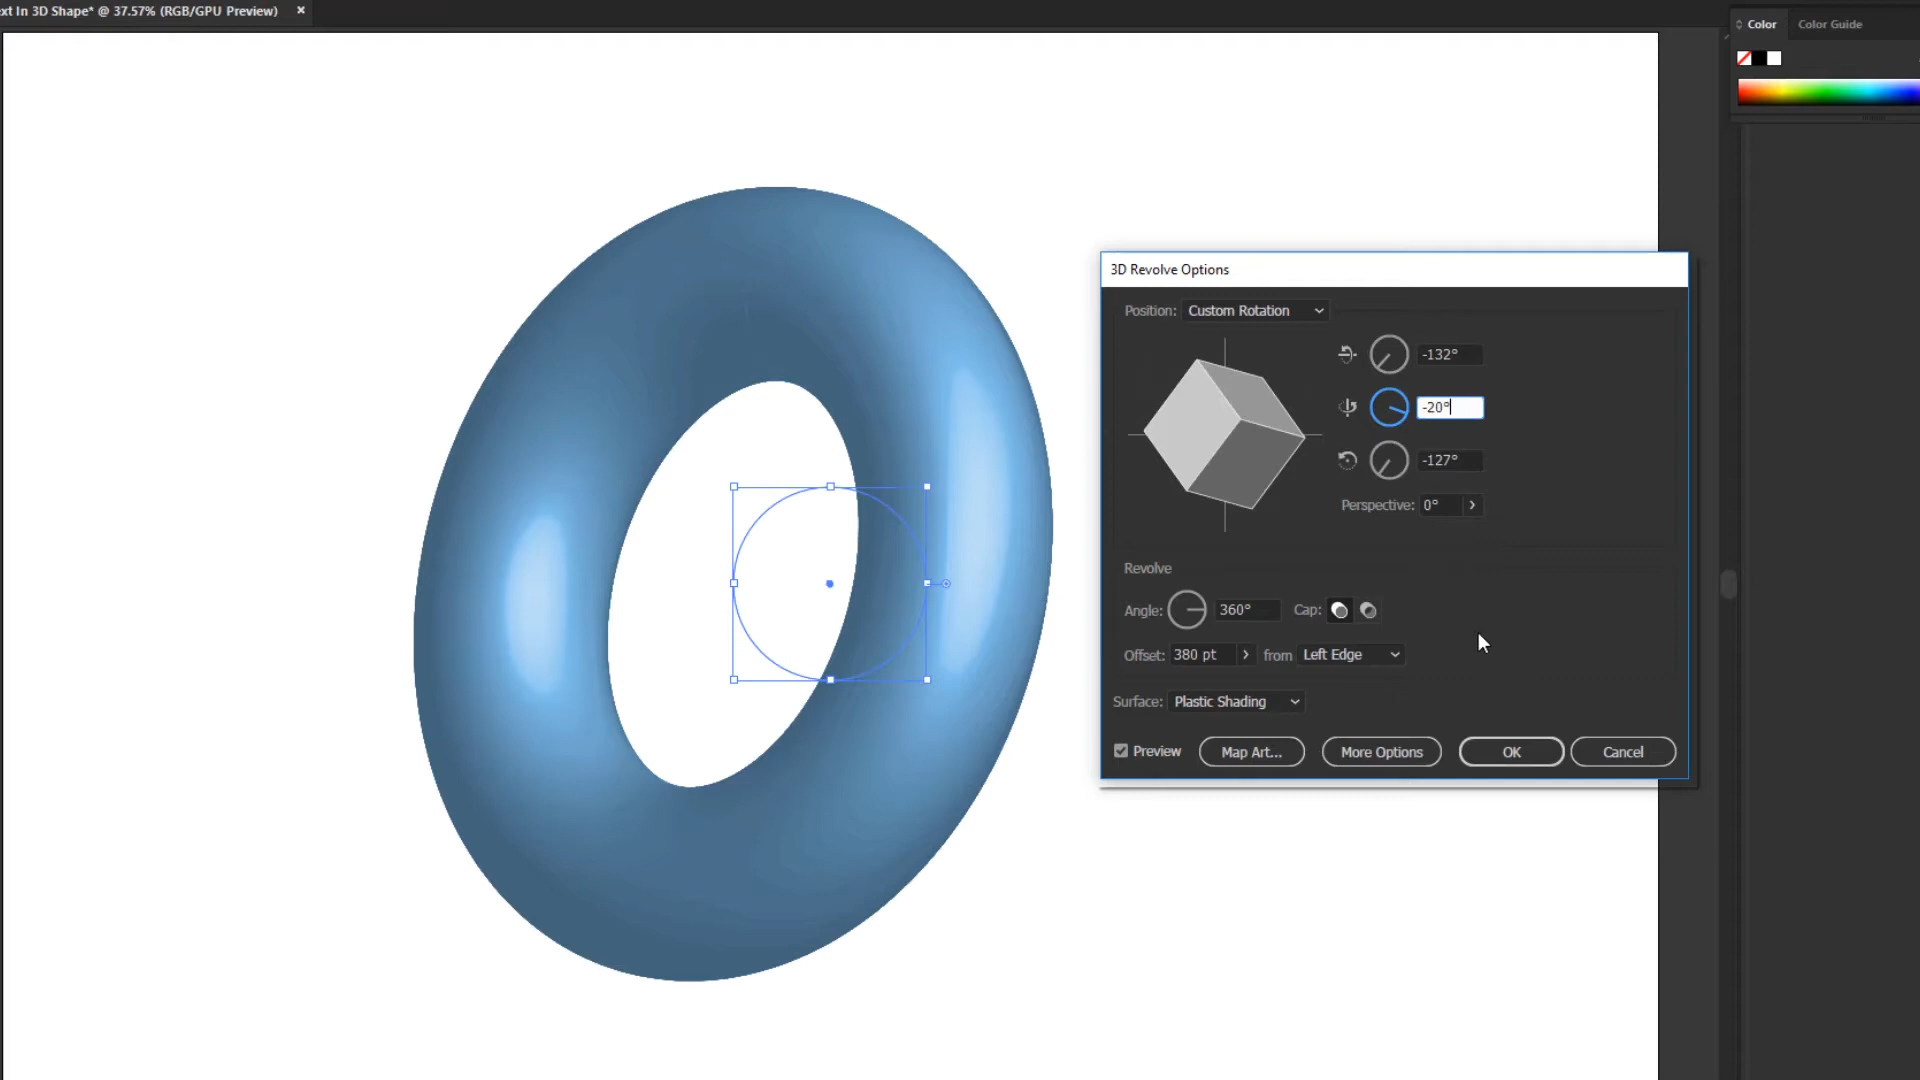 ext In 3D Shape* @ 37.57% (RGB/GPU Preview) ×
Color Color Guide
3D Revolve Options
Position: Custom Rotation
-132°
-20°
-127°
Perspective: 0°
Revolve
Angle: 360° Cap:
Offset: 380 pt from Left Edge
Surface: Plastic Shading
Preview Map Art... More Options OK Cancel